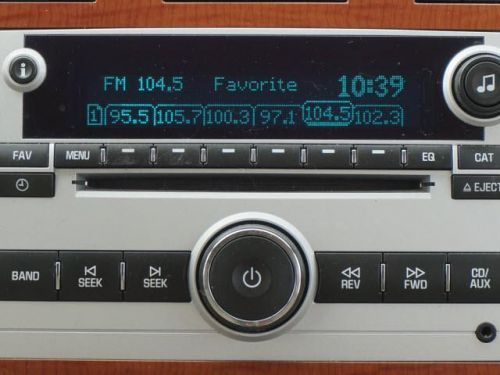 i
FM 104.5 Favorite 10:39
1 95.5 105.7 100.3 97.1 104.5 102.3
FAV MENU EQ CAT
EJECT
BAND SEEK SEEK REV FWD CD/
AUX